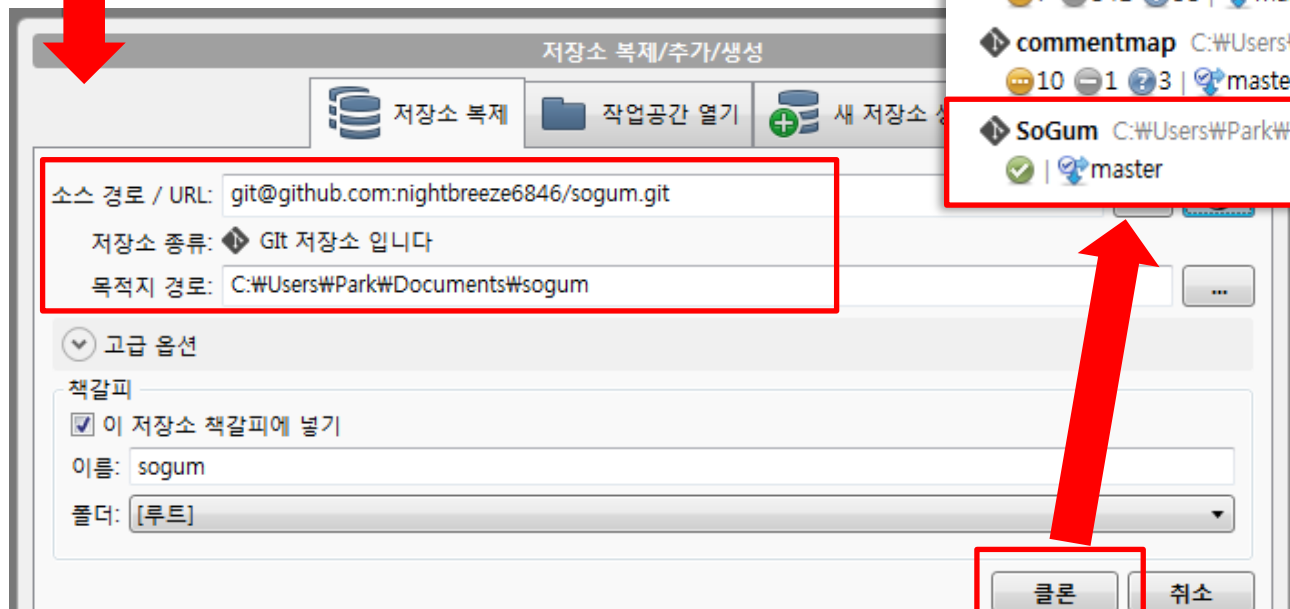 저장소 복제/추가/생성
저장소 복제
작업공간 열기
새 저장소
소스 경로 / URL: git@github.com:nightbreeze6846/sogum.git
저장소 종류: GIt 저장소 입니다
목적지 경로: C:₩Users₩Park₩Documents₩sogum
...
고급 옵션
책갈피
이 저장소 책갈피에 넣기
이름: sogum
폴더: [루트]
클론
취소
commentmap C:₩Users₩
10 1 3 | maste
SoGum C:₩Users₩Park₩
| master